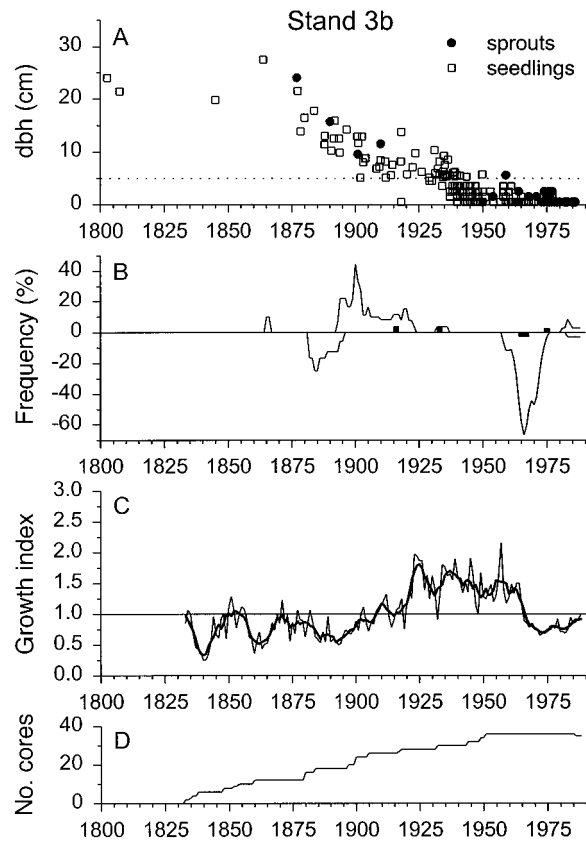 Stand 3b
A
sprouts
seedlings
dbh (cm)
30
20
10
0
1800 1825 1850 1875 1900 1925 1950 1975
B
Frequency (%)
40
20
0
-20
-40
-60
1800 1825 1850 1875 1900 1925 1950 1975
C
Growth index
3.0
2.5
2.0
1.5
1.0
0.5
0.0
1800 1825 1850 1875 1900 1925 1950 1975
D
No. cores
40
20
0
1800 1825 1850 1875 1900 1925 1950 1975